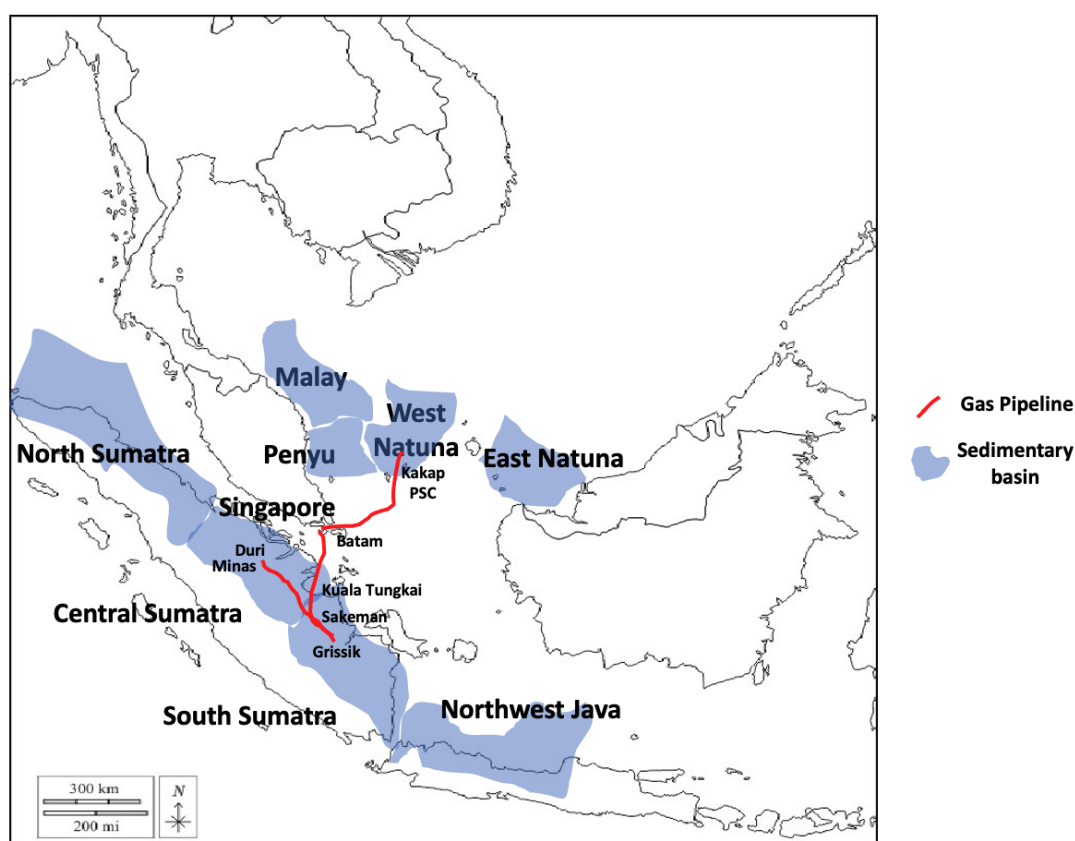 Malay
West
Natuna
North Sumatra
Penyu
East Natuna
Kakap
PSC
Singapore
Batam
Duri
Minas
Kuala Tungkai
Central Sumatra
Sakeman
Grissik
South Sumatra
Northwest Java
300 km
200 mi
N
Gas Pipeline
Sedimentary
basin